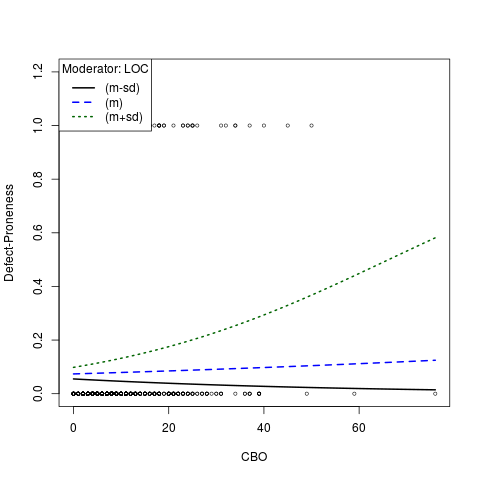 Moderator: LOC
(m-sd)
(m)
(m+sd)
1.2
1.0
0.8
0.6
0.4
0.2
0.0
Defect-Proneness
0 20 40 60
CBO